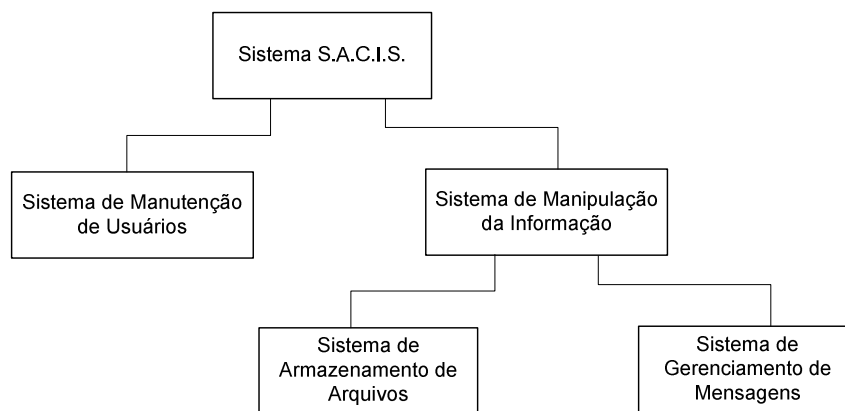 Sistema S.A.C.I.S.
Sistema de Manutenção
de Usuários
Sistema de Manipulação
da Informação
Sistema de
Armazenamento de
Arquivos
Sistema de
Gerenciamento de
Mensagens